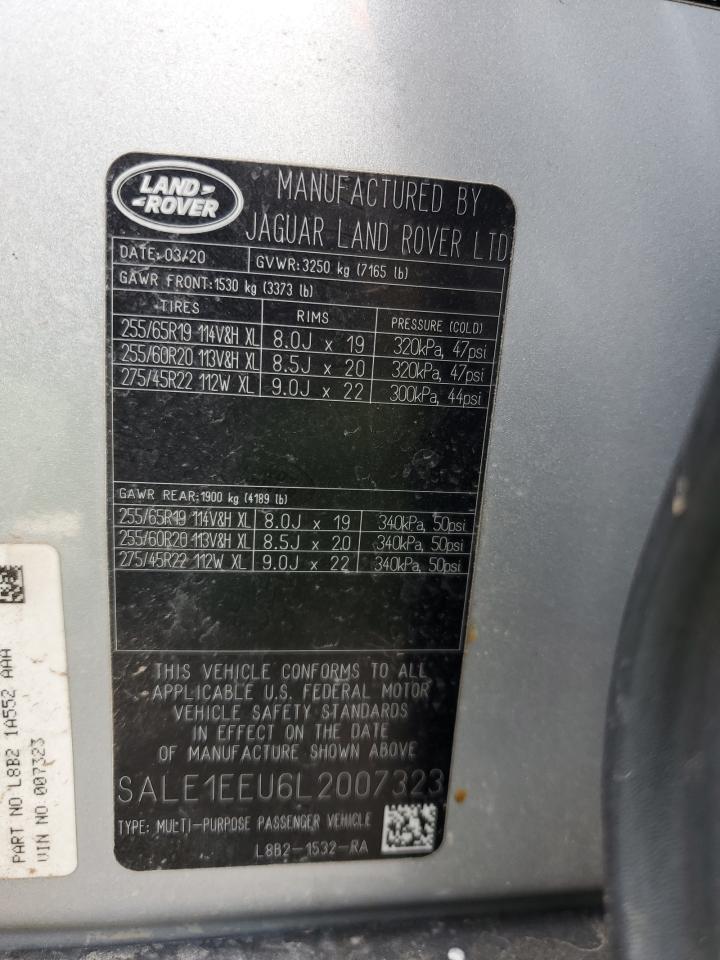 LAND
ROVER
MANUFACTURED BY
JAGUAR LAND ROVER LTD
DATE: 03/20 GVWR: 3250 kg (7165 lb)
GAWR FRONT: 1530 kg (3373 lb)
TIRES RIMS PRESSURE (COLD)
255/65R19 114V&H XL 8.0J x 19 320kPa, 47psi
255/60R20 113V&H XL 8.5J x 20 320kPa, 47psi
275/45R22 112W XL 9.0J x 22 300kPa, 44psi
GAWR REAR: 1900 kg (4189 lb)
255/65R19 114V&H XL 8.0J x 19 340kPa, 50psi
255/60R20 113V&H XL 8.5J x 20 340kPa, 50psi
275/45R22 112W XL 9.0J x 22 340kPa, 50psi
THIS VEHICLE CONFORMS TO ALL
APPLICABLE U.S. FEDERAL MOTOR
VEHICLE SAFETY STANDARDS
IN EFFECT ON THE DATE
OF MANUFACTURE SHOWN ABOVE
SALE1EEU6L2007323
TYPE: MULTI-PURPOSE PASSENGER VEHICLE
L8B2-1532-RA
PART NO L8B2 1A552 AAA
VIN NO 007323